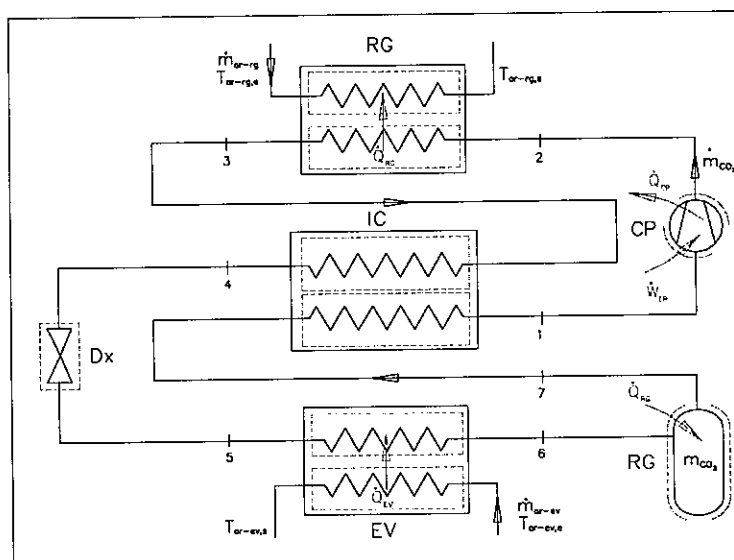 RG
ṁar-rg
Tar-rg,e
Tar-rg,s
Q̇RG
3
2
ṁCO₂
Q̇CP
CP
ẆCP
IC
4
1
Dx
7
Q̇RG
5
6
RG
mCO₂
Q̇EV
Tar-ev,s
ṁar-ev
Tar-ev,e
EV